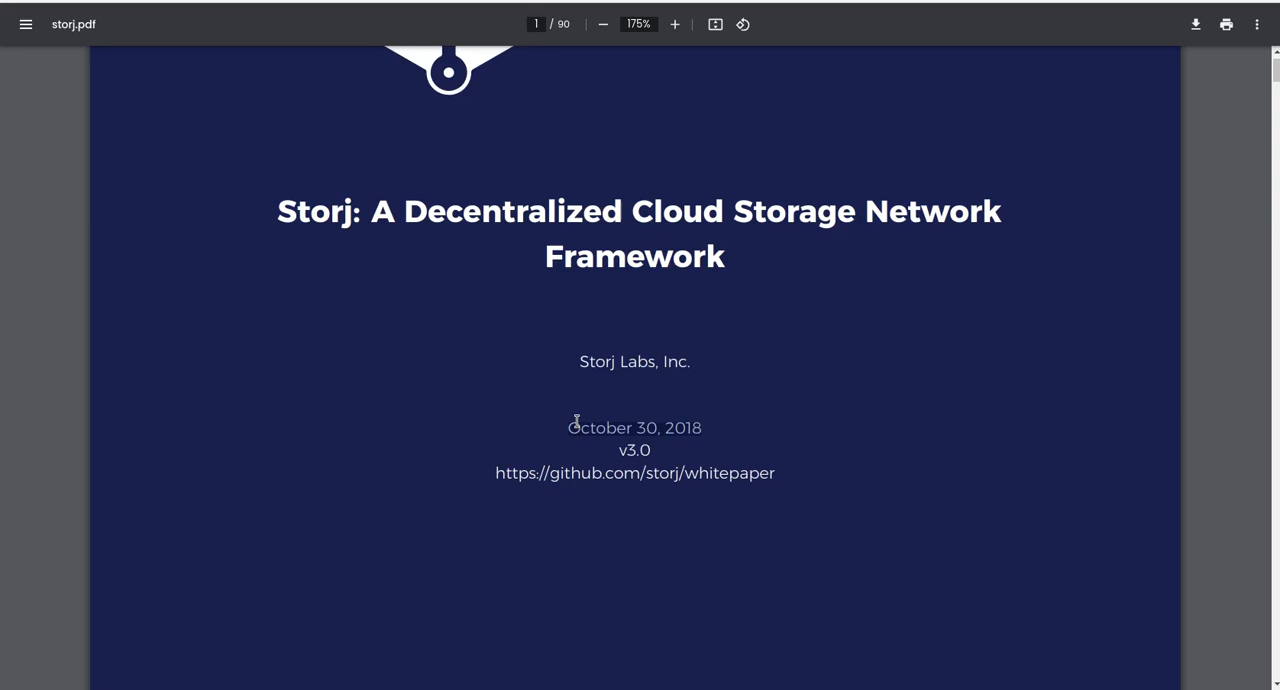 storj.pdf
1 / 90
175%
Storj: A Decentralized Cloud Storage Network
Framework
Storj Labs, Inc.
October 30, 2018
v3.0
https://github.com/storj/whitepaper